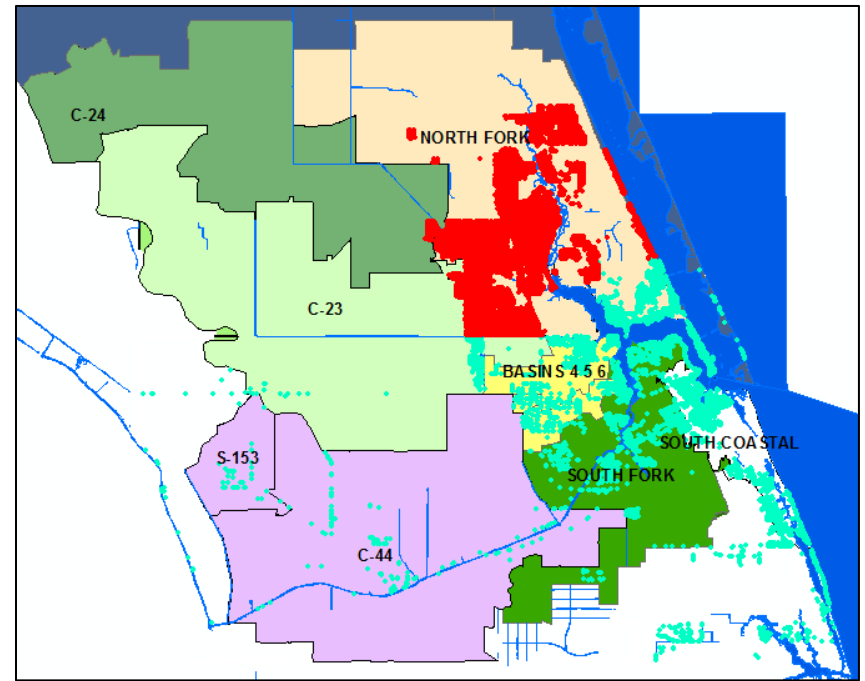 C-24
NORTH FORK
C-23
BASINS 4 5 6
SOUTH COASTAL
S-153
SOUTH FORK
C-44